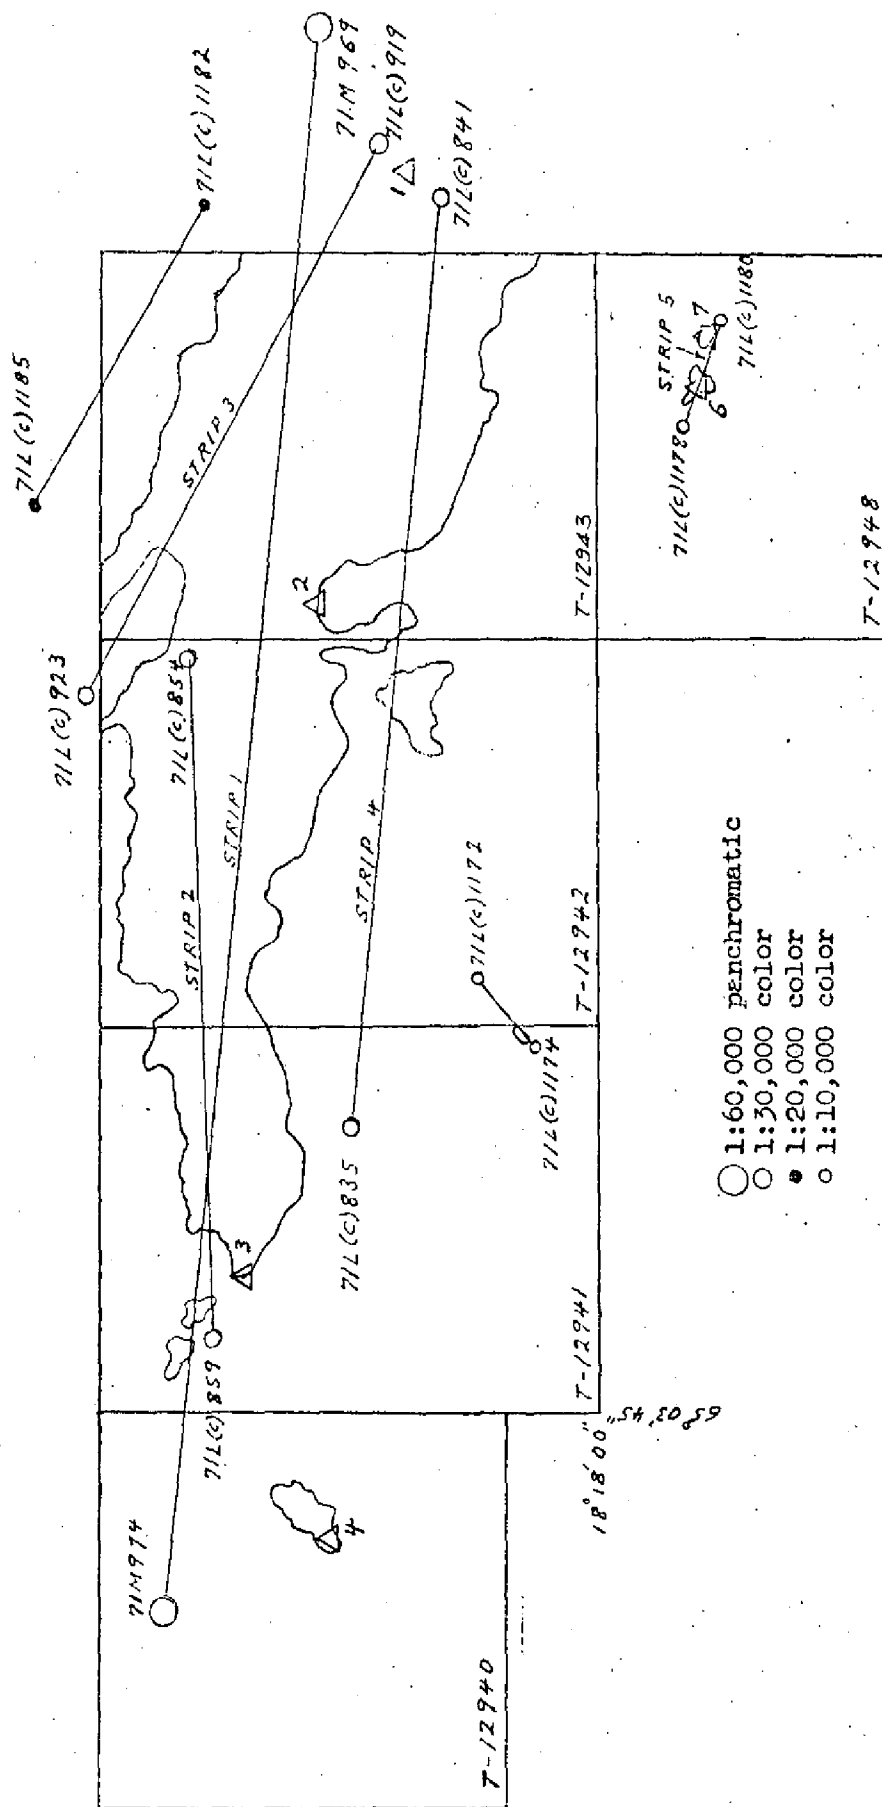 71L(c)1185
71L(c)1182
71M969
71L(c)919
1
71L(c)841
71L(c)923
STRIP 3
71L(c)854
STRIP 2
STRIP 1
STRIP 4
2
3
71M974
71L(c)859
71L(c)835
4
71L(c)1172
71L(c)1174
STRIP 5
7
6
71L(c)1178
71L(c)1180
T-12940
T-12941
T-12942
T-12943
T-12948
18° 18' 00"
65° 03' 45"
1:60,000 panchromatic
1:30,000 color
1:20,000 color
1:10,000 color